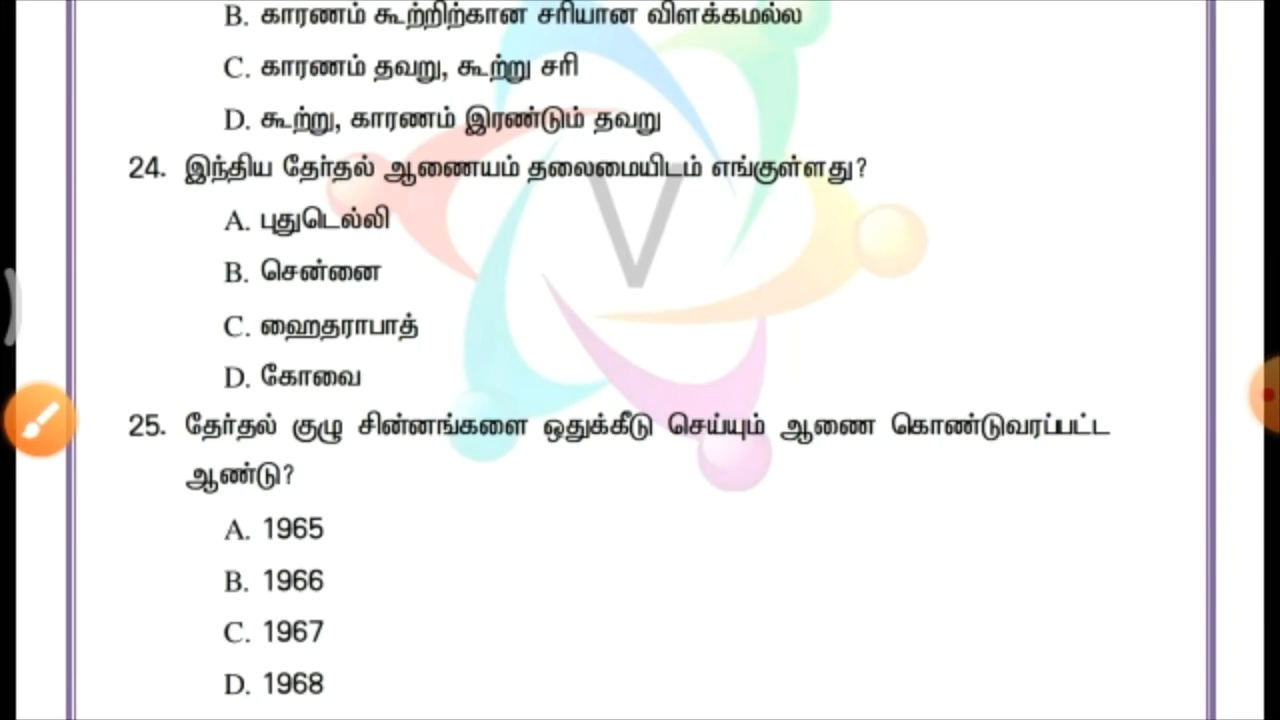 B. காரணம் கூற்றிற்கான சரியான விளக்கமல்ல
C. காரணம் தவறு, கூற்று சரி
D. கூற்று, காரணம் இரண்டும் தவறு
24. இந்திய தேர்தல் ஆணையம் தலைமையிடம் எங்குள்ளது?
A. புதுடெல்லி
B. சென்னை
C. ஹைதராபாத்
D. கோவை
25. தேர்தல் குழு சின்னங்களை ஒதுக்கீடு செய்யும் ஆணை கொண்டுவரப்பட்ட
ஆண்டு?
A. 1965
B. 1966
C. 1967
D. 1968
V